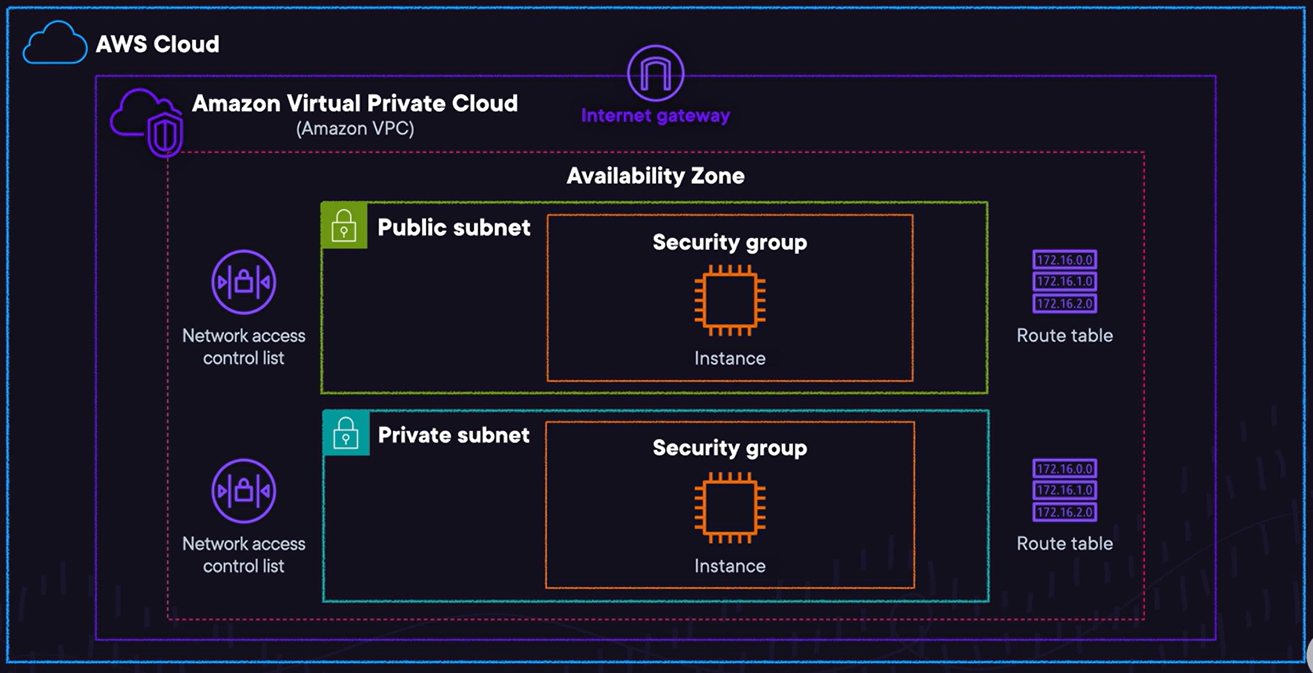 AWS Cloud
Amazon Virtual Private Cloud
(Amazon VPC)
Internet gateway
Availability Zone
Public subnet
Security group
Instance
Network access
control list
172.16.0.0
172.16.1.0
172.16.2.0
Route table
Private subnet
Security group
Instance
Network access
control list
172.16.0.0
172.16.1.0
172.16.2.0
Route table